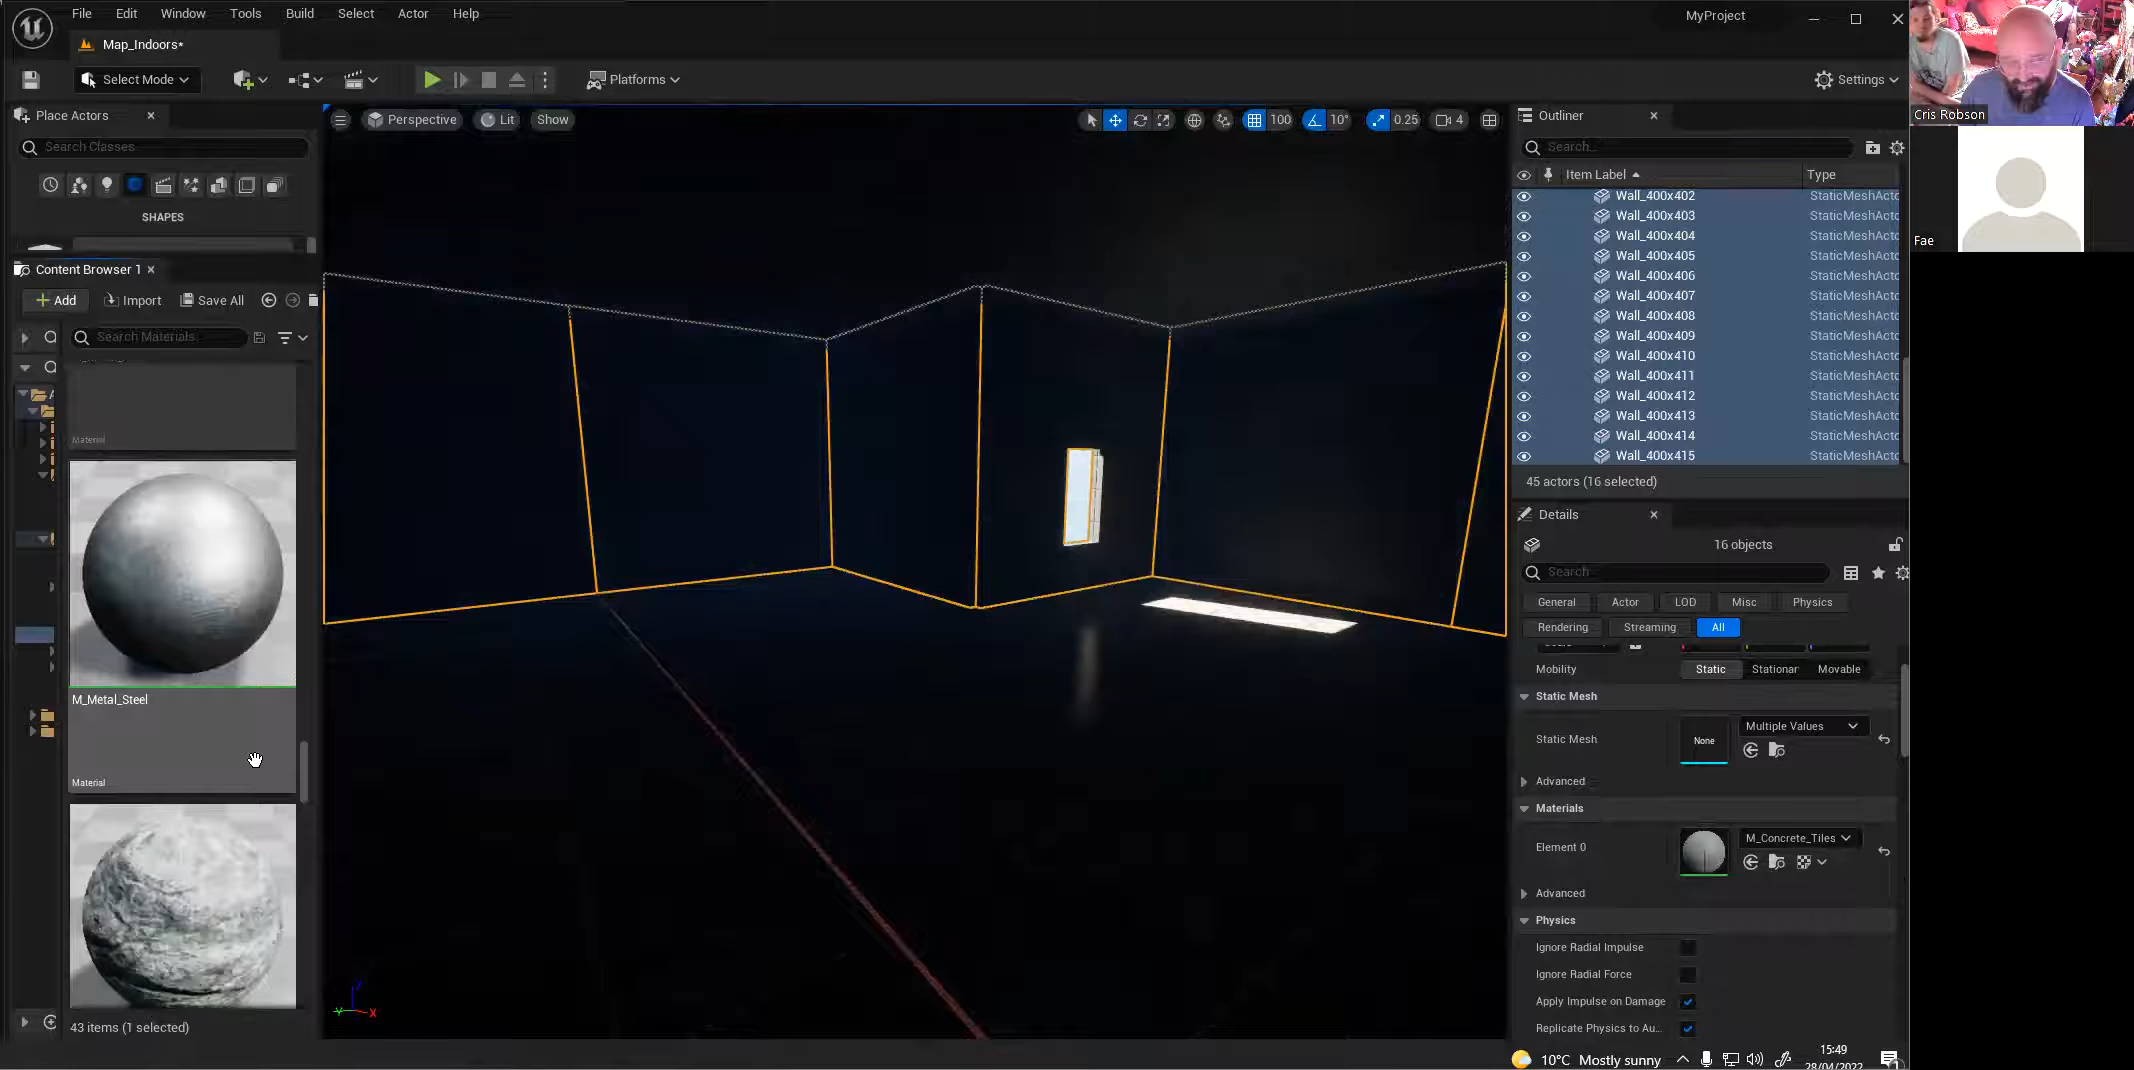 File Edit Window Tools Build Select Actor Help
MyProject
Map_Indoors*
Select Mode
Platforms
Settings
Place Actors
Search Classes
SHAPES
Content Browser 1
Add Import Save All
Search Materials
Material
M_Metal_Steel
Material
43 items (1 selected)
Perspective Lit Show
100 10° 0.25 4
Outliner
Search...
Item Label Type
Wall_400x402 StaticMeshActo
Wall_400x403 StaticMeshActo
Wall_400x404 StaticMeshActo
Wall_400x405 StaticMeshActo
Wall_400x406 StaticMeshActo
Wall_400x407 StaticMeshActo
Wall_400x408 StaticMeshActo
Wall_400x409 StaticMeshActo
Wall_400x410 StaticMeshActo
Wall_400x411 StaticMeshActo
Wall_400x412 StaticMeshActo
Wall_400x413 StaticMeshActo
Wall_400x414 StaticMeshActo
Wall_400x415 StaticMeshActo
45 actors (16 selected)
Details
16 objects
Search
General Actor LOD Misc Physics
Rendering Streaming All
Mobility Static Stationar Movable
Static Mesh
Static Mesh None Multiple Values
Advanced
Materials
Element 0 M_Concrete_Tiles
Advanced
Physics
Ignore Radial Impulse
Ignore Radial Force
Apply Impulse on Damage
Replicate Physics to Au...
10°C Mostly sunny
15:49
28/04/2022
Cris Robson
Fae
Y X